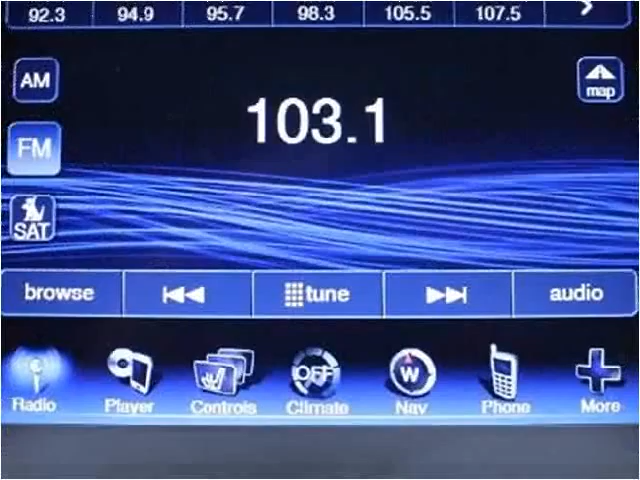 92.3 94.9 95.7 98.3 105.5 107.5
AM
map
103.1
FM
SAT
browse tune audio
OFF W
Radio Player Controls Climate Nav Phone More